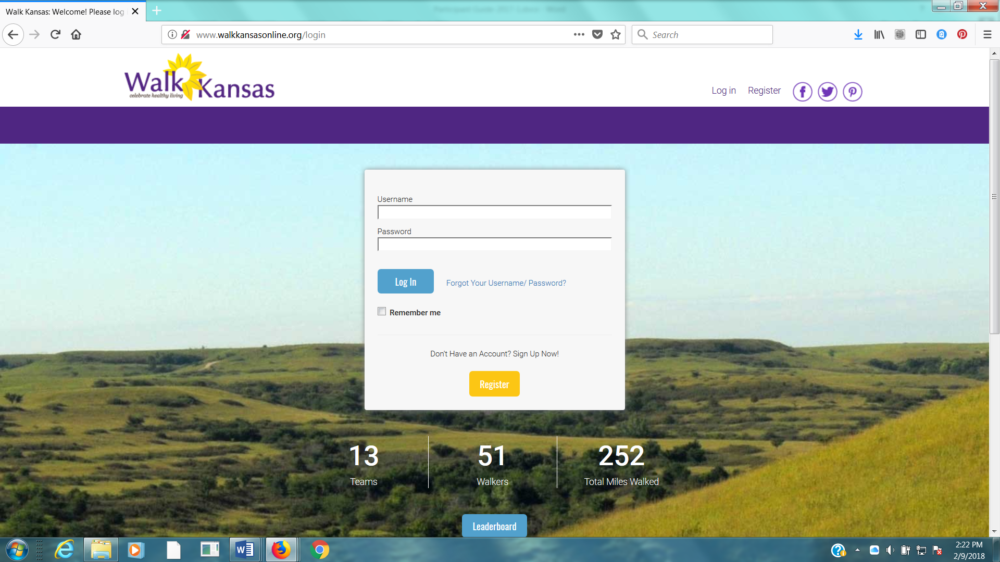 Walk Kansas: Welcome! Please log
www.walkkansasonline.org/login
Search
Walk Kansas
celebrate healthy living
Log in
Register
Username
Password
Log In
Forgot Your Username/ Password?
Remember me
Don't Have an Account? Sign Up Now!
Register
13
51
252
Teams
Walkers
Total Miles Walked
Leaderboard
2:22 PM
2/9/2018